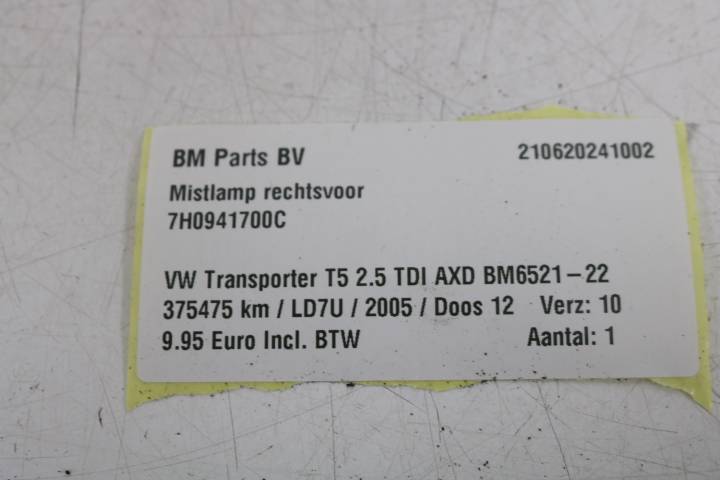 BM Parts BV 210620241002
Mistlamp rechtsvoor
7H0941700C
VW Transporter T5 2.5 TDI AXD BM6521-22
375475 km / LD7U / 2005 / Doos 12 Verz: 10
9.95 Euro Incl. BTW Aantal: 1